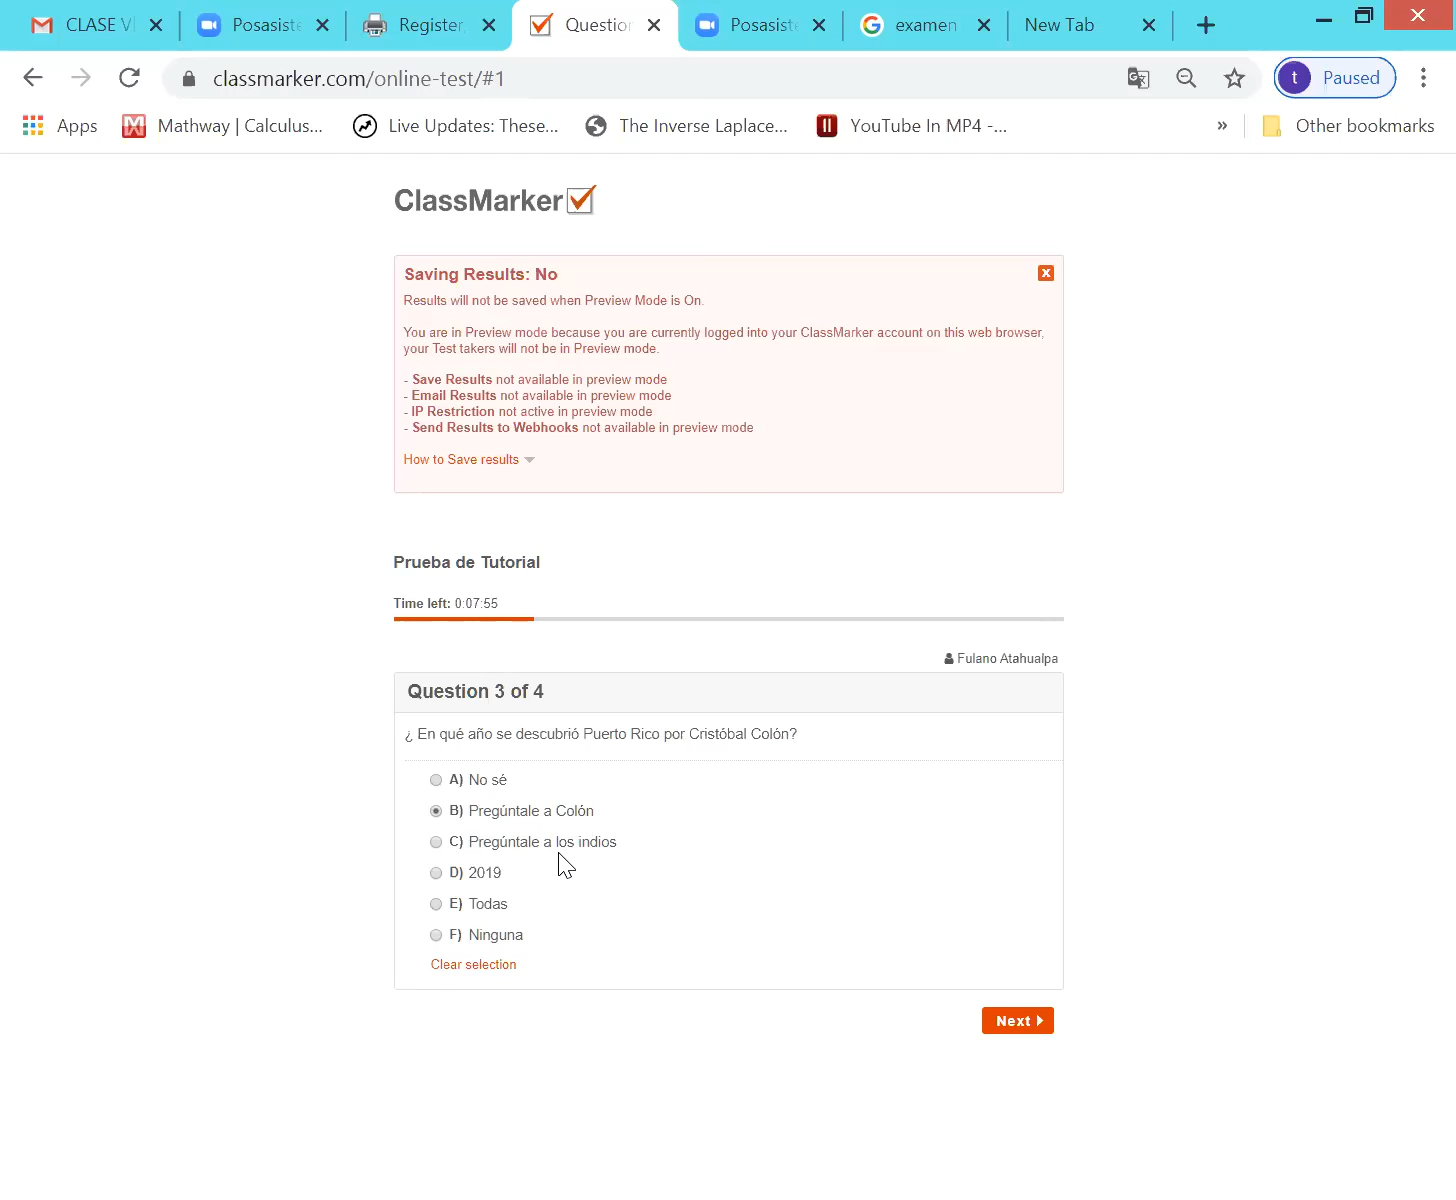 CLASE VI
Posasiste
Register,
Question
Posasiste
examen
New Tab
classmarker.com/online-test/#1
t
Paused
Apps
Mathway | Calculus...
Live Updates: These...
The Inverse Laplace...
YouTube In MP4 -...
»
Other bookmarks
ClassMarker
Saving Results: No
Results will not be saved when Preview Mode is On.
You are in Preview mode because you are currently logged into your ClassMarker account on this web browser,
your Test takers will not be in Preview mode.
- Save Results not available in preview mode
- Email Results not available in preview mode
- IP Restriction not active in preview mode
- Send Results to Webhooks not available in preview mode
How to Save results
Prueba de Tutorial
Time left: 0:07:55
Fulano Atahualpa
Question 3 of 4
¿ En qué año se descubrió Puerto Rico por Cristóbal Colón?
A) No sé
B) Pregúntale a Colón
C) Pregúntale a los indios
D) 2019
E) Todas
F) Ninguna
Clear selection
Next